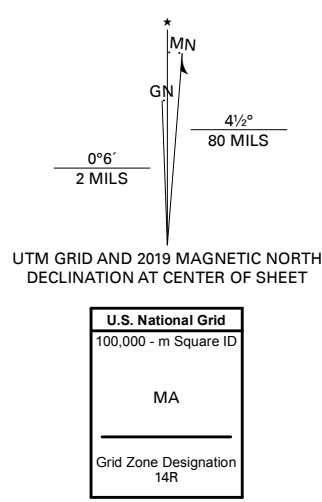 ★
MN
GN
4½°
80 MILS
0°6´
2 MILS
UTM GRID AND 2019 MAGNETIC NORTH
DECLINATION AT CENTER OF SHEET
U.S. National Grid
100,000 - m Square ID
MA
Grid Zone Designation
14R